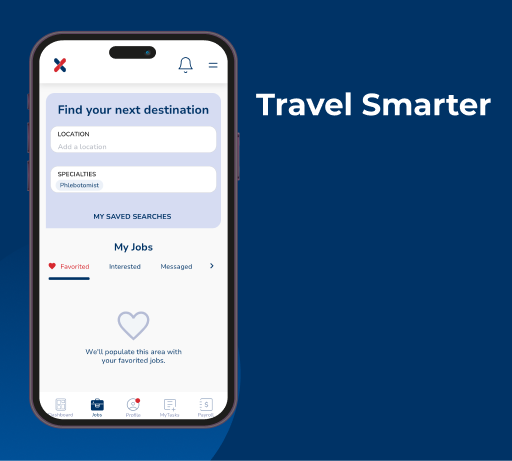 Travel Smarter
Find your next destination
LOCATION
Add a location
SPECIALTIES
Phlebotomist
MY SAVED SEARCHES
My Jobs
Favorited Interested Messaged
We'll populate this area with
your favorited jobs.
Dashboard Jobs Profile MyTasks Payroll